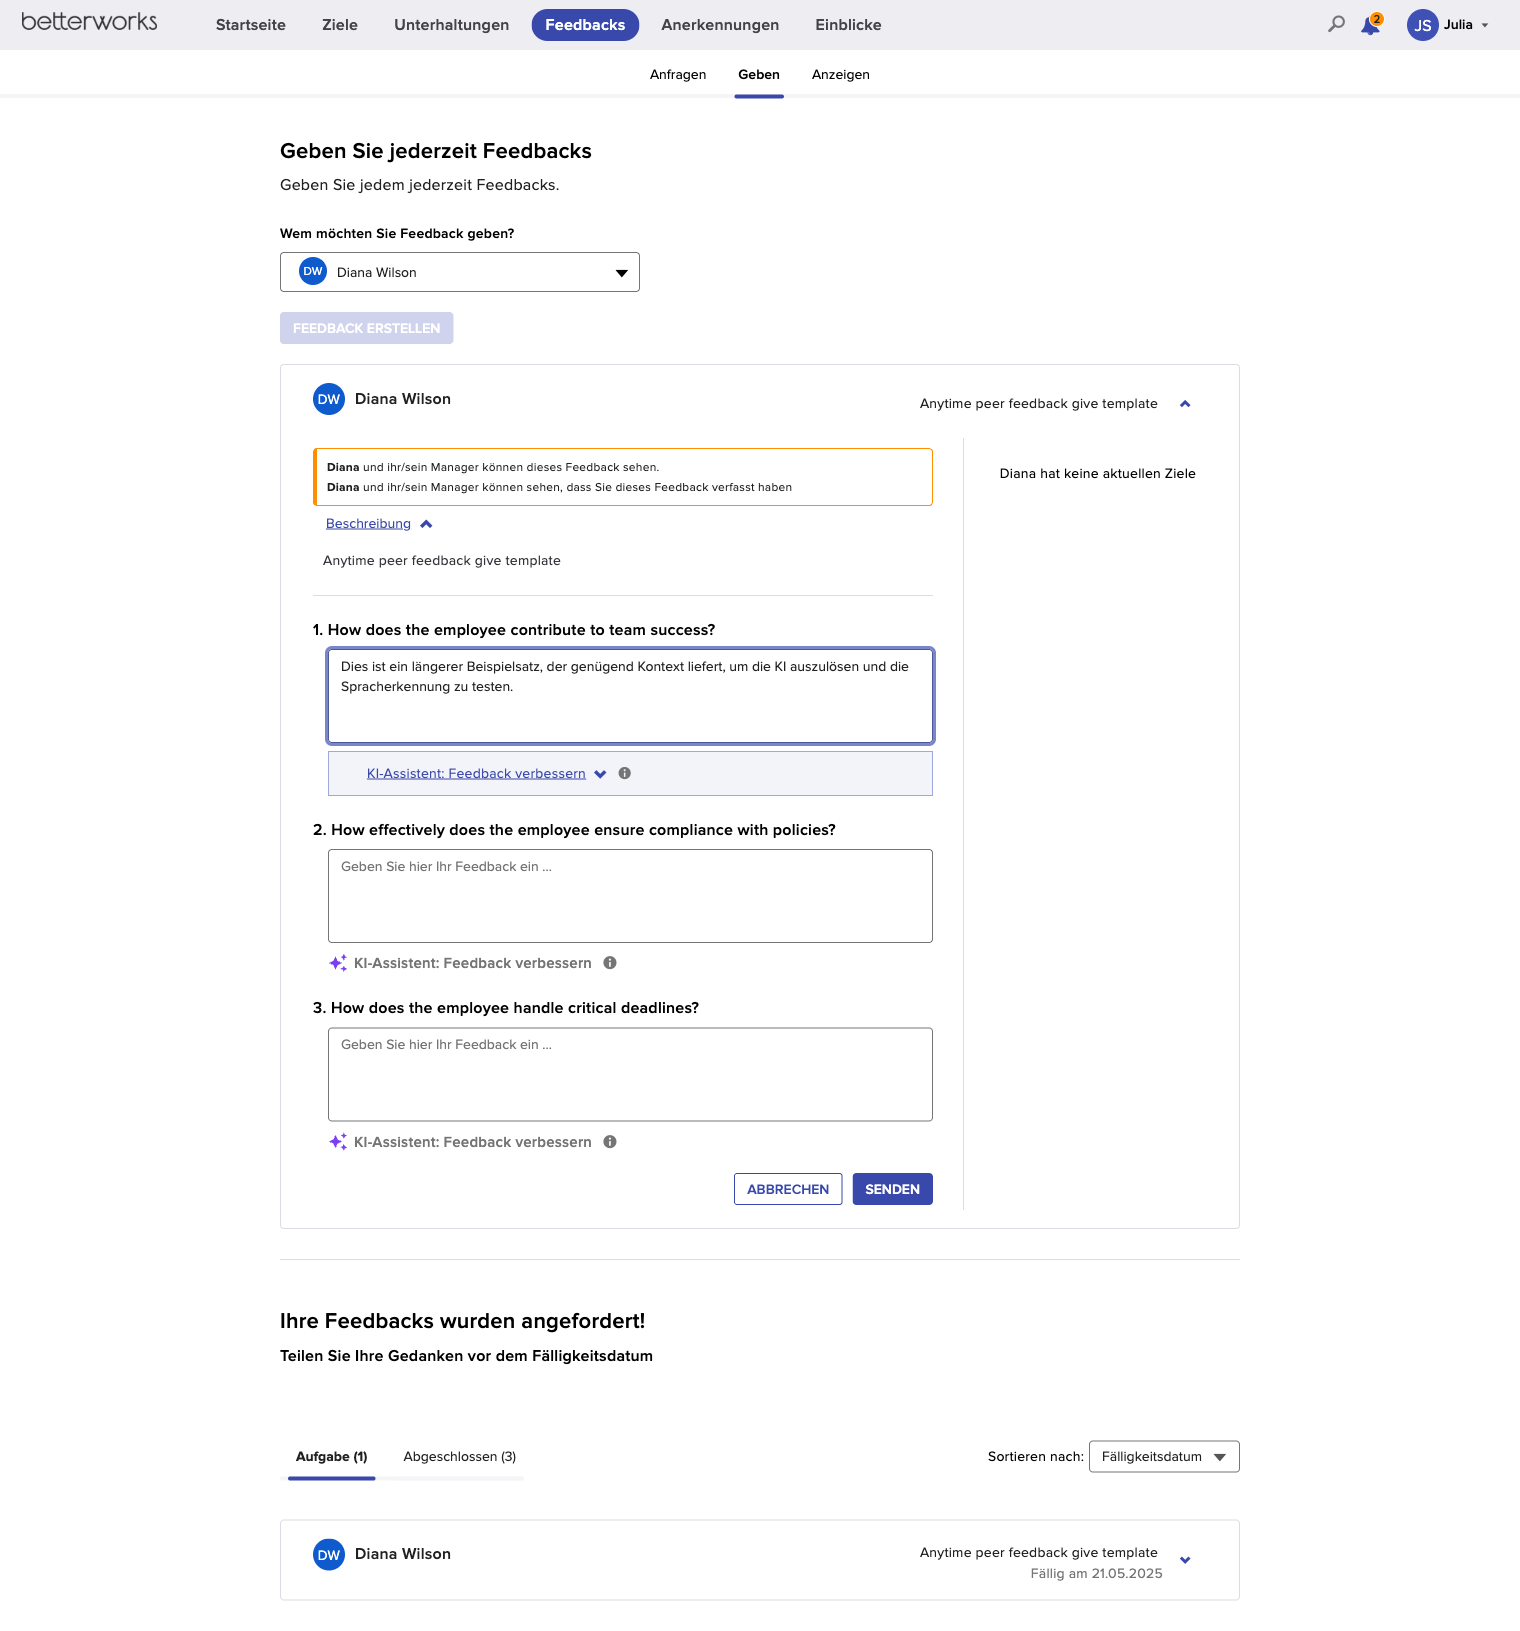 betterworks
Startseite
Ziele
Unterhaltungen
Feedbacks
Anerkennungen
Einblicke
2
JS
Julia
Anfragen
Geben
Anzeigen
Geben Sie jederzeit Feedbacks
Geben Sie jedem jederzeit Feedbacks.
Wem möchten Sie Feedback geben?
DW Diana Wilson
FEEDBACK ERSTELLEN
DW Diana Wilson
Anytime peer feedback give template
Diana und ihr/sein Manager können dieses Feedback sehen.
Diana und ihr/sein Manager können sehen, dass Sie dieses Feedback verfasst haben
Diana hat keine aktuellen Ziele
Beschreibung
Anytime peer feedback give template
1. How does the employee contribute to team success?
Dies ist ein längerer Beispielsatz, der genügend Kontext liefert, um die KI auszulösen und die
Spracherkennung zu testen.
KI-Assistent: Feedback verbessern
2. How effectively does the employee ensure compliance with policies?
Geben Sie hier Ihr Feedback ein ...
KI-Assistent: Feedback verbessern
3. How does the employee handle critical deadlines?
Geben Sie hier Ihr Feedback ein ...
KI-Assistent: Feedback verbessern
ABBRECHEN
SENDEN
Ihre Feedbacks wurden angefordert!
Teilen Sie Ihre Gedanken vor dem Fälligkeitsdatum
Aufgabe (1)
Abgeschlossen (3)
Sortieren nach: Fälligkeitsdatum
DW Diana Wilson
Anytime peer feedback give template
Fällig am 21.05.2025